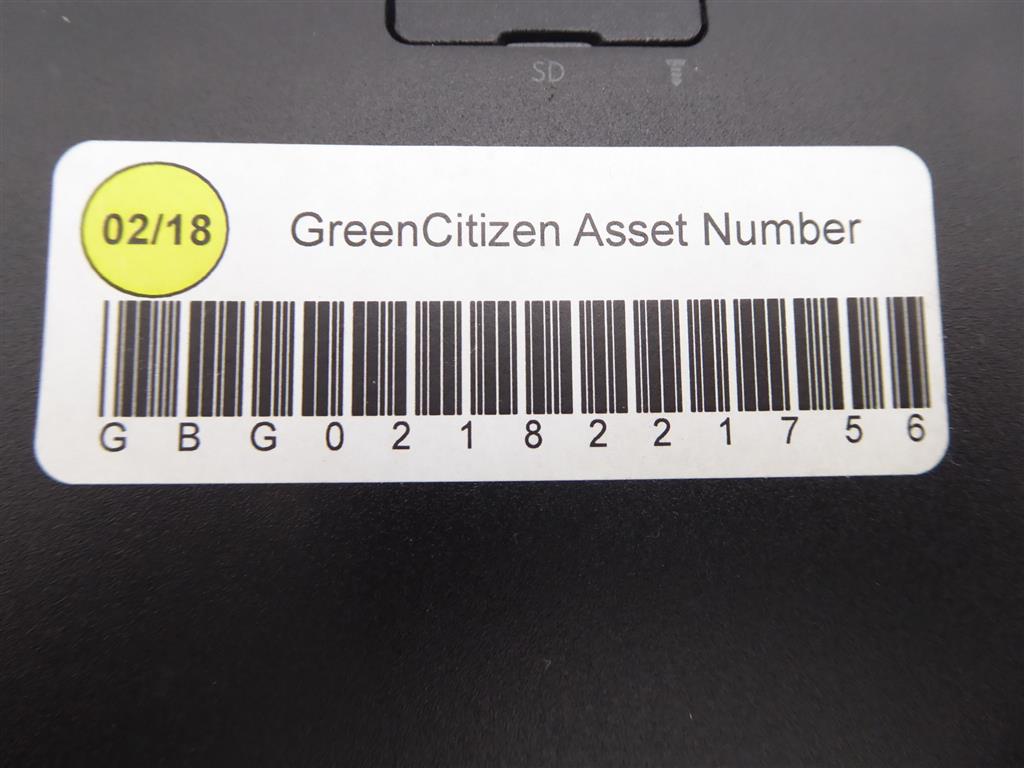 SD
02/18
GreenCitizen Asset Number
GBG0218221756